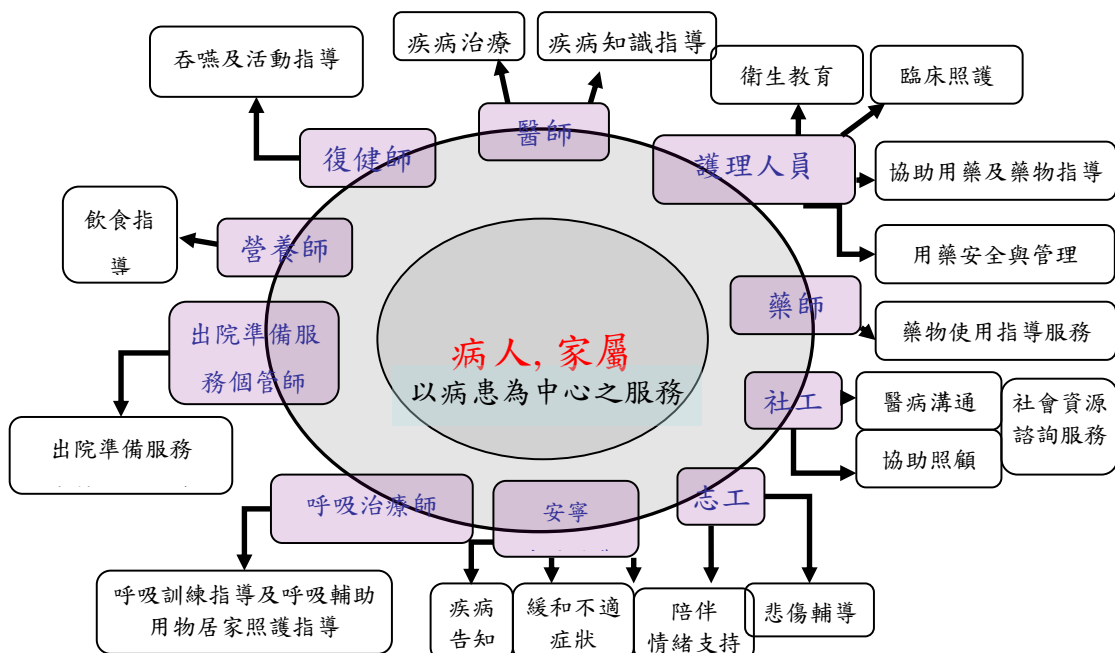 疾病治療
疾病知識指導
吞嚥及活動指導
衛生教育
臨床照護
醫師
復健師
護理人員
協助用藥及藥物指導
飲食指
導
營養師
用藥安全與管理
藥師
出院準備服
務個管師
藥物使用指導服務
病人, 家屬
以病患為中心之服務
社工
醫病溝通
社會資源
諮詢服務
出院準備服務
協助照顧
呼吸治療師
安寧
志工
呼吸訓練指導及呼吸輔助
用物居家照護指導
疾病
告知
緩和不適
症狀
陪伴
情緒支持
悲傷輔導